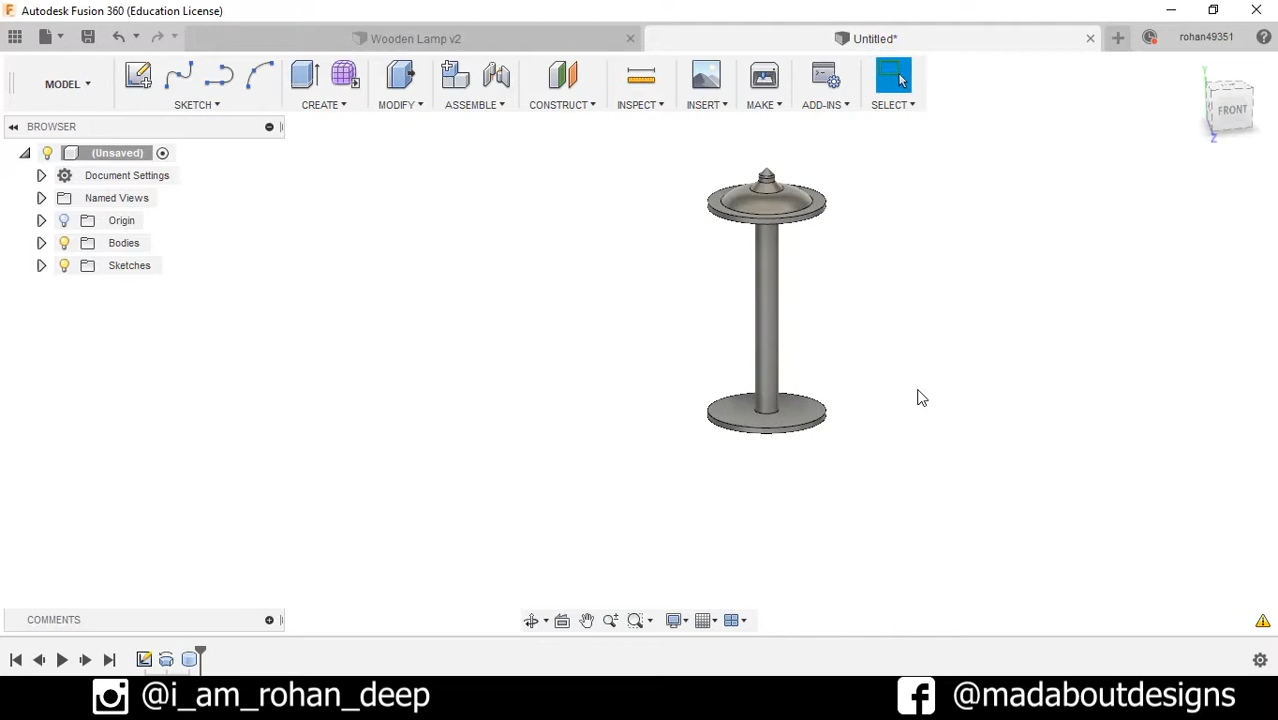 Autodesk Fusion 360 (Education License)
Wooden Lamp v2
Untitled*
rohan49351
MODEL
SKETCH
CREATE
MODIFY
ASSEMBLE
CONSTRUCT
INSPECT
INSERT
MAKE
ADD-INS
SELECT
Y
FRONT
Z
BROWSER
(Unsaved)
Document Settings
Named Views
Origin
Bodies
Sketches
COMMENTS
@i_am_rohan_deep
@madaboutdesigns